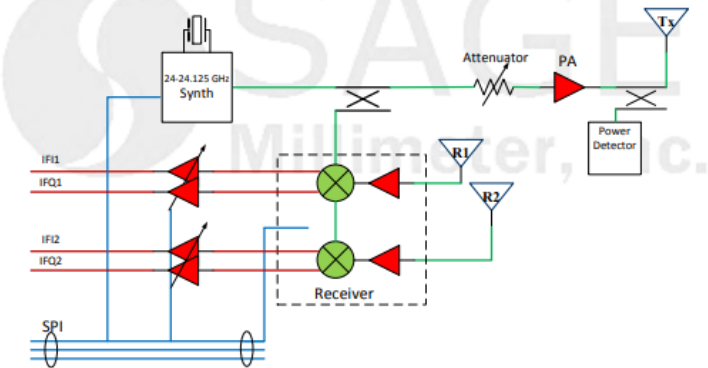 SAGE
Millimeter, Inc.
Tx
Attenuator
PA
24-24.125 GHz
Synth
Power
Detector
IFI1
IFQ1
R1
R2
IFI2
IFQ2
Receiver
SPI